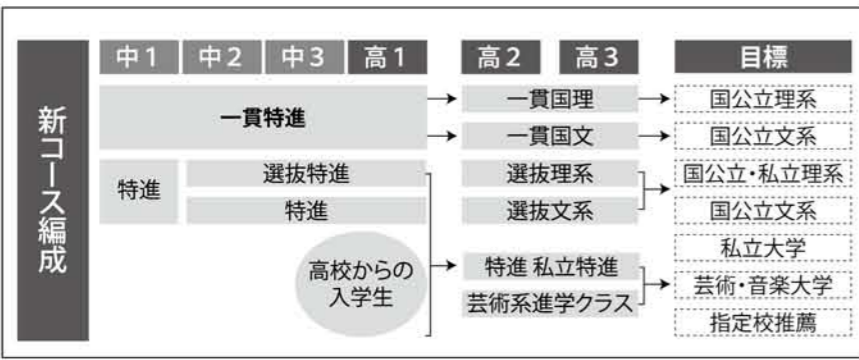 新コース編成
中1 中2 中3 高1 高2 高3 目標
一貫特進 一貫国理 国公立理系
一貫国文 国公立文系
特進 選抜特進 選抜理系 国公立・私立理系
特進 選抜文系 国公立文系
私立大学
高校からの
入学生
特進 私立特進 芸術・音楽大学
芸術系進学クラス
指定校推薦